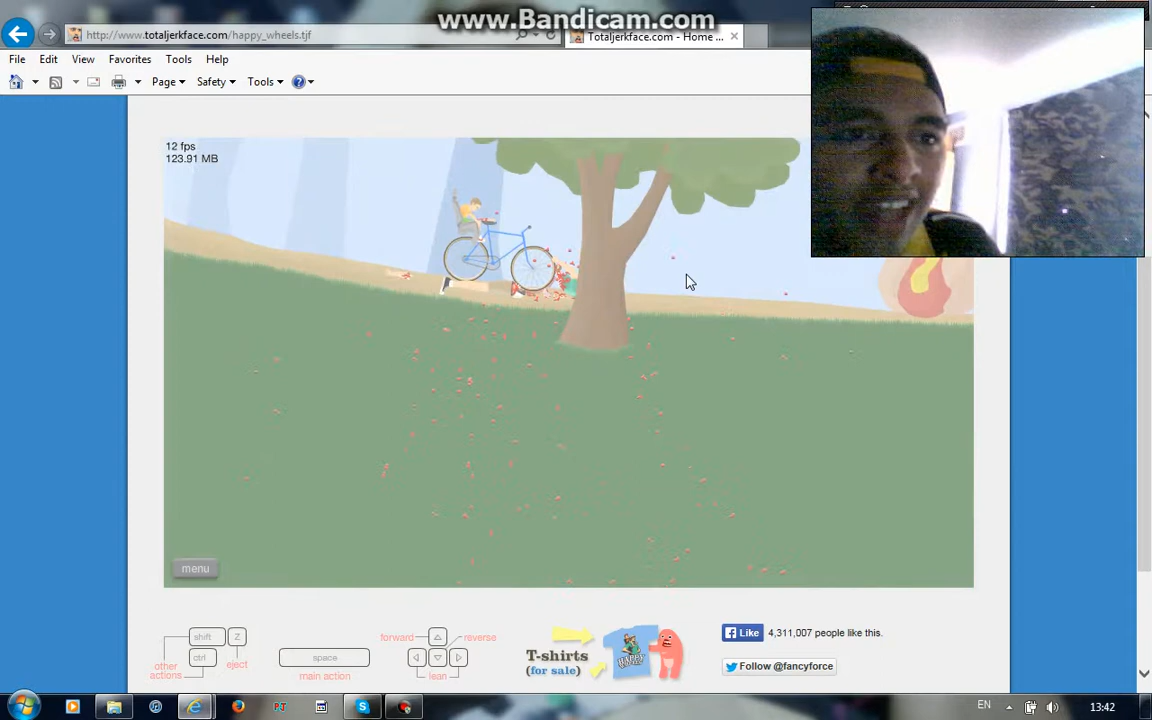 www.Bandicam.com
http://www.totaljerkface.com/happy_wheels.tjf
Totaljerkface.com - Home ...
File Edit View Favorites Tools Help
Page Safety Tools
12 fps
123.91 MB
menu
shift Z
ctrl
other actions
eject
space
main action
forward
reverse
lean
T-shirts
(for sale)
HAPPY
Like 4,311,007 people like this.
Follow @fancyforce
EN 13:42